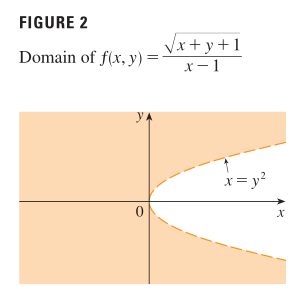 FIGURE 2
Domain of f(x, y) = √(x + y + 1) / (x − 1)
y
x = y²
0
x